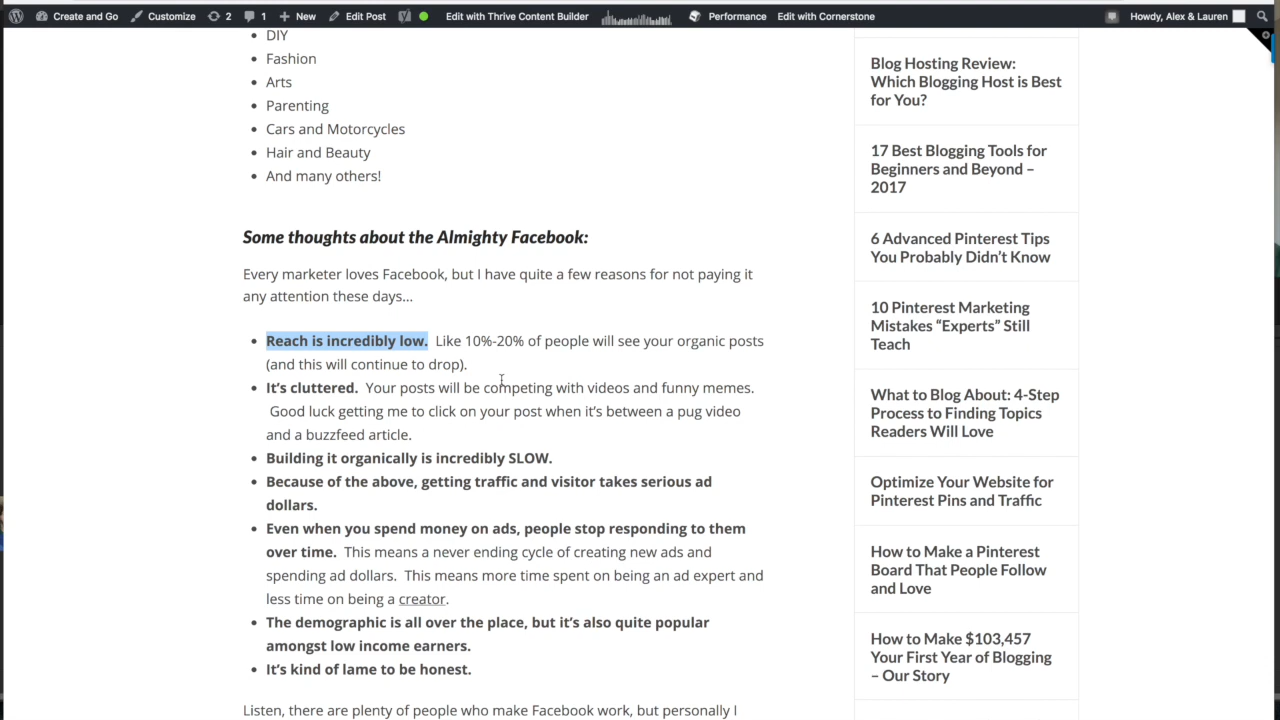 Create and Go Customize 2 1 New Edit Post Edit with Thrive Content Builder Performance Edit with Cornerstone Howdy, Alex & Lauren
DIY
Fashion
Arts
Parenting
Cars and Motorcycles
Hair and Beauty
And many others!
Some thoughts about the Almighty Facebook:
Every marketer loves Facebook, but I have quite a few reasons for not paying it
any attention these days...
Reach is incredibly low. Like 10%-20% of people will see your organic posts
(and this will continue to drop).
It's cluttered. Your posts will be competing with videos and funny memes.
Good luck getting me to click on your post when it's between a pug video
and a buzzfeed article.
Building it organically is incredibly SLOW.
Because of the above, getting traffic and visitor takes serious ad
dollars.
Even when you spend money on ads, people stop responding to them
over time. This means a never ending cycle of creating new ads and
spending ad dollars. This means more time spent on being an ad expert and
less time on being a creator.
The demographic is all over the place, but it's also quite popular
amongst low income earners.
It's kind of lame to be honest.
Listen, there are plenty of people who make Facebook work, but personally I
Blog Hosting Review:
Which Blogging Host is Best
for You?
17 Best Blogging Tools for
Beginners and Beyond –
2017
6 Advanced Pinterest Tips
You Probably Didn't Know
10 Pinterest Marketing
Mistakes “Experts” Still
Teach
What to Blog About: 4-Step
Process to Finding Topics
Readers Will Love
Optimize Your Website for
Pinterest Pins and Traffic
How to Make a Pinterest
Board That People Follow
and Love
How to Make $103,457
Your First Year of Blogging
– Our Story